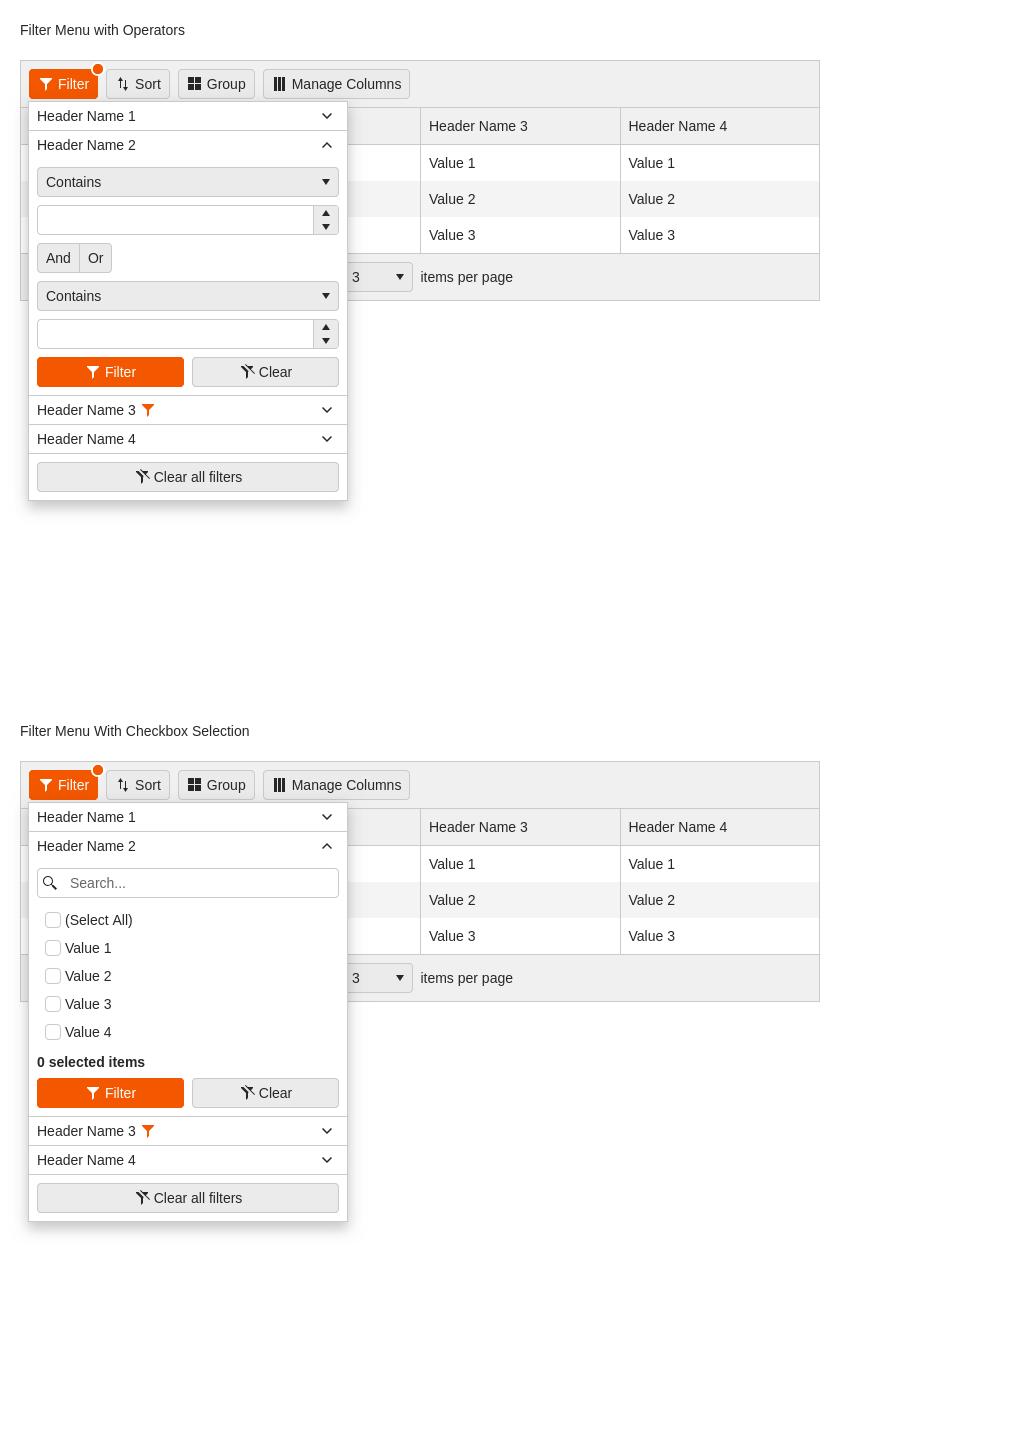 Filter Menu with Operators
Filter Sort Group Manage Columns
Header Name 1
Header Name 3 Header Name 4
Header Name 2
Value 1 Value 1
Contains
Value 2 Value 2
Value 3 Value 3
And Or
3 items per page
Contains
Filter Clear
Header Name 3
Header Name 4
Clear all filters
Filter Menu With Checkbox Selection
Filter Sort Group Manage Columns
Header Name 1
Header Name 3 Header Name 4
Header Name 2
Value 1 Value 1
Search...
Value 2 Value 2
(Select All)
Value 3 Value 3
Value 1
Value 2
3 items per page
Value 3
Value 4
0 selected items
Filter Clear
Header Name 3
Header Name 4
Clear all filters